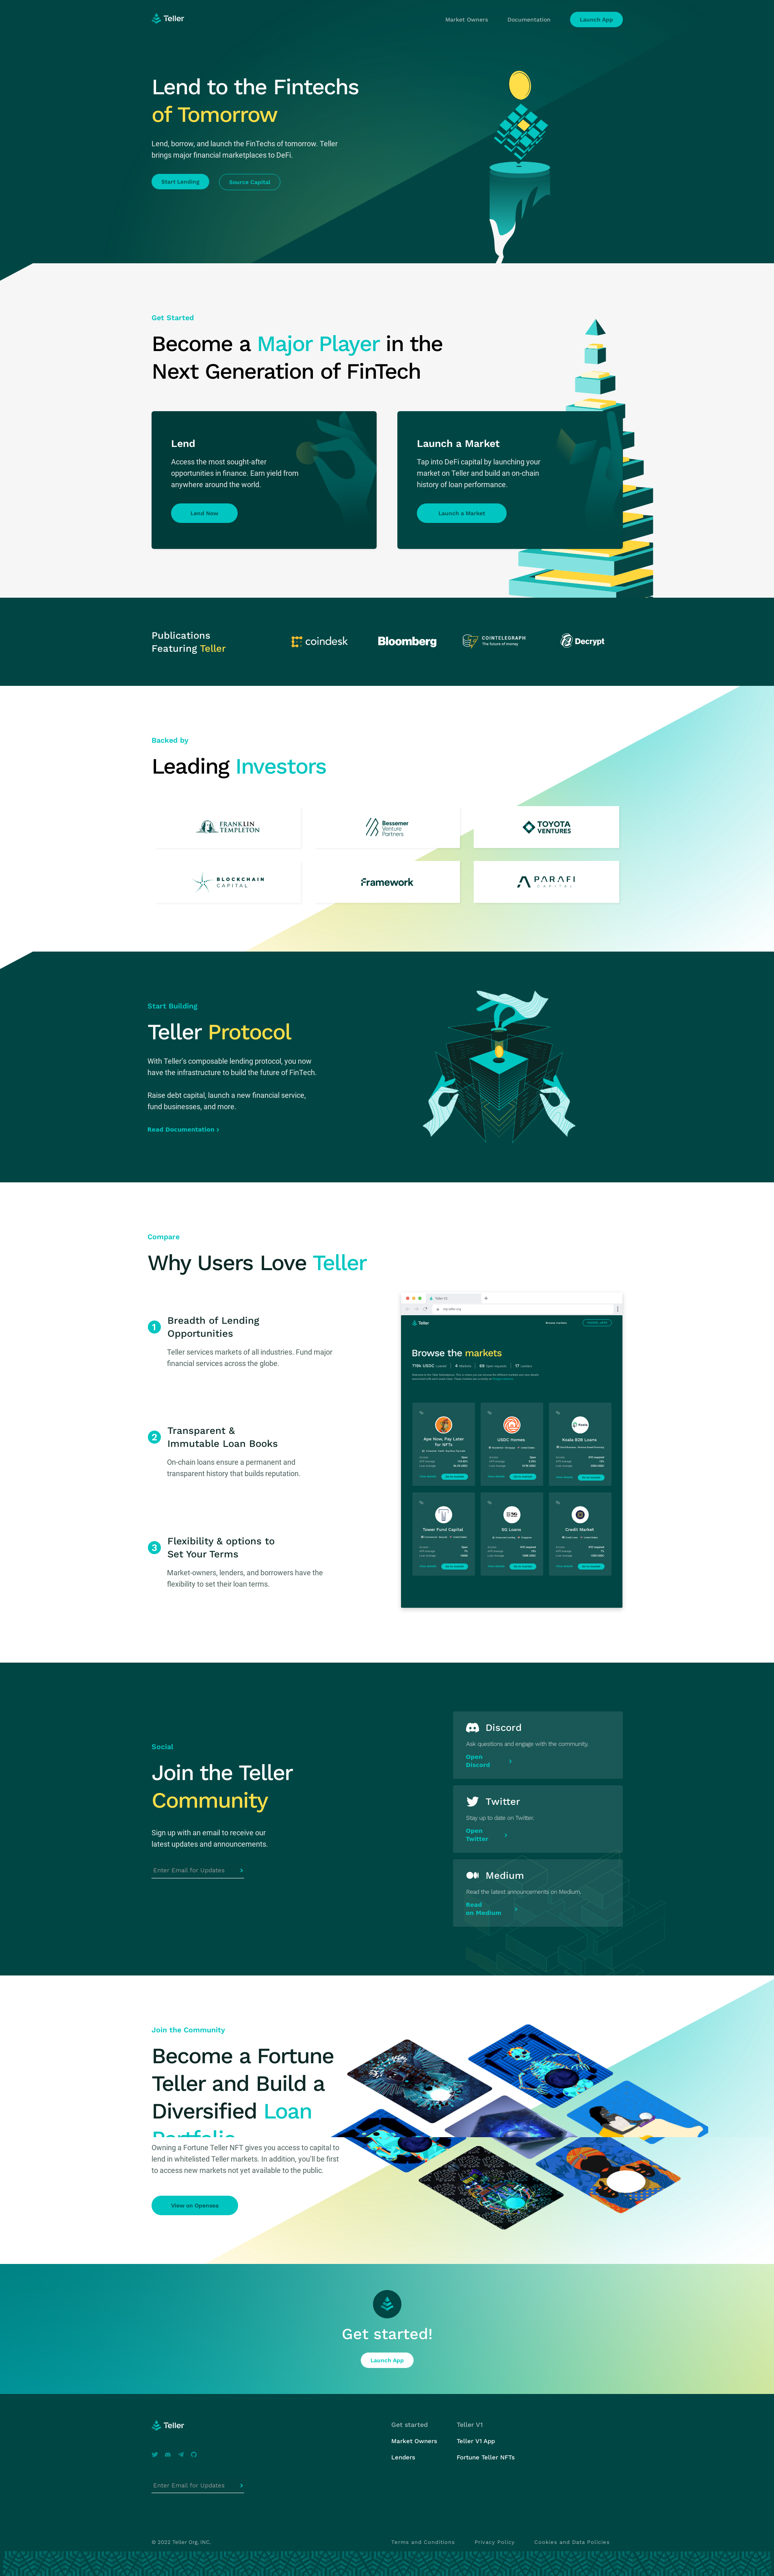 Teller
Market Owners
Documentation
Launch App
Lend to the Fintechs
of Tomorrow
Lend, borrow, and launch the FinTechs of tomorrow. Teller
brings major financial marketplaces to DeFi.
Start Lending
Source Capital
Get Started
Become a Major Player in the
Next Generation of FinTech
Lend
Access the most sought-after
opportunities in finance. Earn yield from
anywhere around the world.
Lend Now
Launch a Market
Tap into DeFi capital by launching your
market on Teller and build an on-chain
history of loan performance.
Launch a Market
Publications
Featuring Teller
coindesk
Bloomberg
COINTELEGRAPH
The future of money
Decrypt
Backed by
Leading Investors
FRANKLIN
TEMPLETON
Bessemer
Venture
Partners
TOYOTA
VENTURES
BLOCKCHAIN
CAPITAL
Framework
PARAFI
CAPITAL
Start Building
Teller Protocol
With Teller's composable lending protocol, you now
have the infrastructure to build the future of FinTech.
Raise debt capital, launch a new financial service,
fund businesses, and more.
Read Documentation ›
Compare
Why Users Love Teller
1
Breadth of Lending
Opportunities
Teller services markets of all industries. Fund major
financial services across the globe.
2
Transparent &
Immutable Loan Books
On-chain loans ensure a permanent and
transparent history that builds reputation.
3
Flexibility & options to
Set Your Terms
Market-owners, lenders, and borrowers have the
flexibility to set their loan terms.
Teller
Browse the markets
Ape Now, Pay Later
for NFTs
USDC Homes
Koala B2B Loans
Tower Fund Capital
SG Loans
Credit Market
Social
Join the Teller
Community
Sign up with an email to receive our
latest updates and announcements.
Enter Email for Updates ›
Discord
Ask questions and engage with the community.
Open
Discord ›
Twitter
Stay up to date on Twitter.
Open
Twitter ›
Medium
Read the latest announcements on Medium.
Read
on Medium ›
Join the Community
Become a Fortune
Teller and Build a
Diversified Loan
Portfolio
Owning a Fortune Teller NFT gives you access to capital to
lend in whitelisted Teller markets. In addition, you'll be first
to access new markets not yet available to the public.
View on Opensea
Get started!
Launch App
Teller
Enter Email for Updates ›
Get started
Market Owners
Lenders
Teller V1
Teller V1 App
Fortune Teller NFTs
© 2022 Teller Org, INC.
Terms and Conditions
Privacy Policy
Cookies and Data Policies